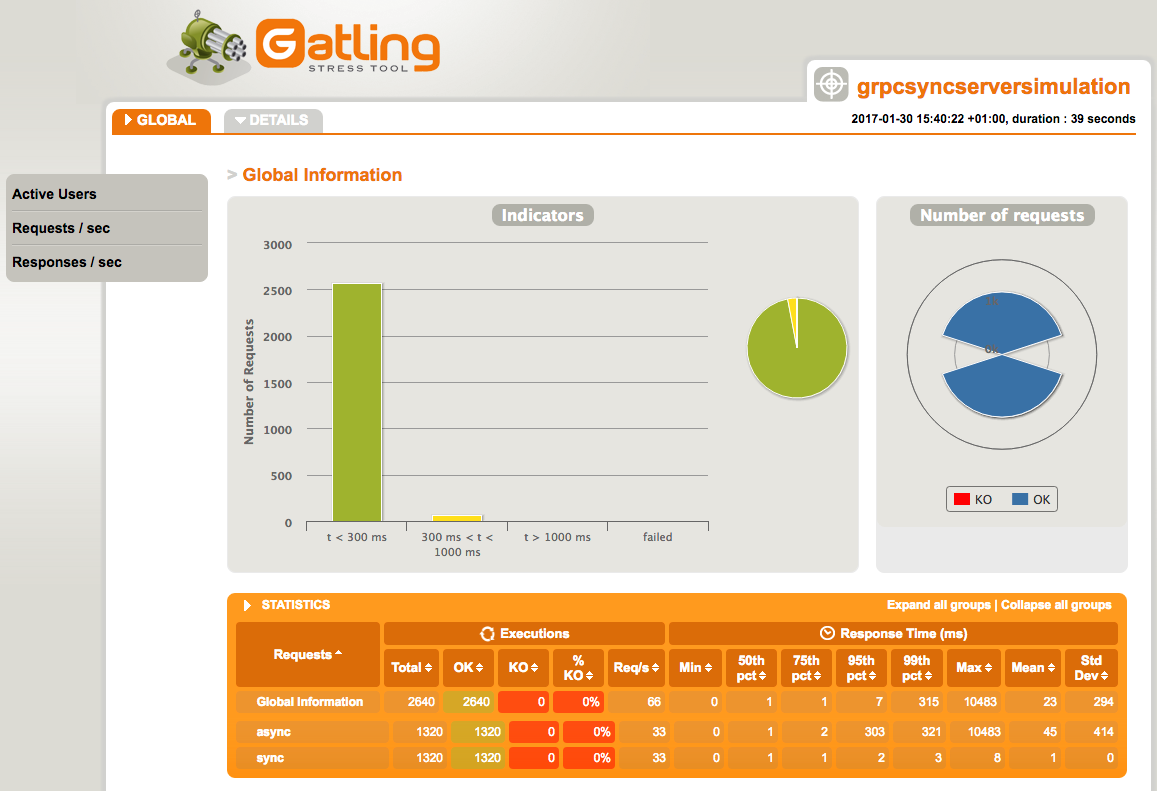 Gatling
STRESS TOOL
grpcsyncserversimulation
GLOBAL
DETAILS
2017-01-30 15:40:22 +01:00, duration : 39 seconds
Active Users
Requests / sec
Responses / sec
> Global Information
Indicators
Number of Requests
3000
2500
2000
1500
1000
500
0
t < 300 ms
300 ms < t <
1000 ms
t > 1000 ms
failed
Number of requests
KO OK
STATISTICS
Expand all groups | Collapse all groups
Requests
Executions
Response Time (ms)
Total OK KO % KO Req/s Min 50th pct 75th pct 95th pct 99th pct Max Mean Std Dev
Global Information 2640 2640 0 0% 66 0 1 1 7 315 10483 23 294
async 1320 1320 0 0% 33 0 1 2 303 321 10483 45 414
sync 1320 1320 0 0% 33 0 1 1 2 3 8 1 0